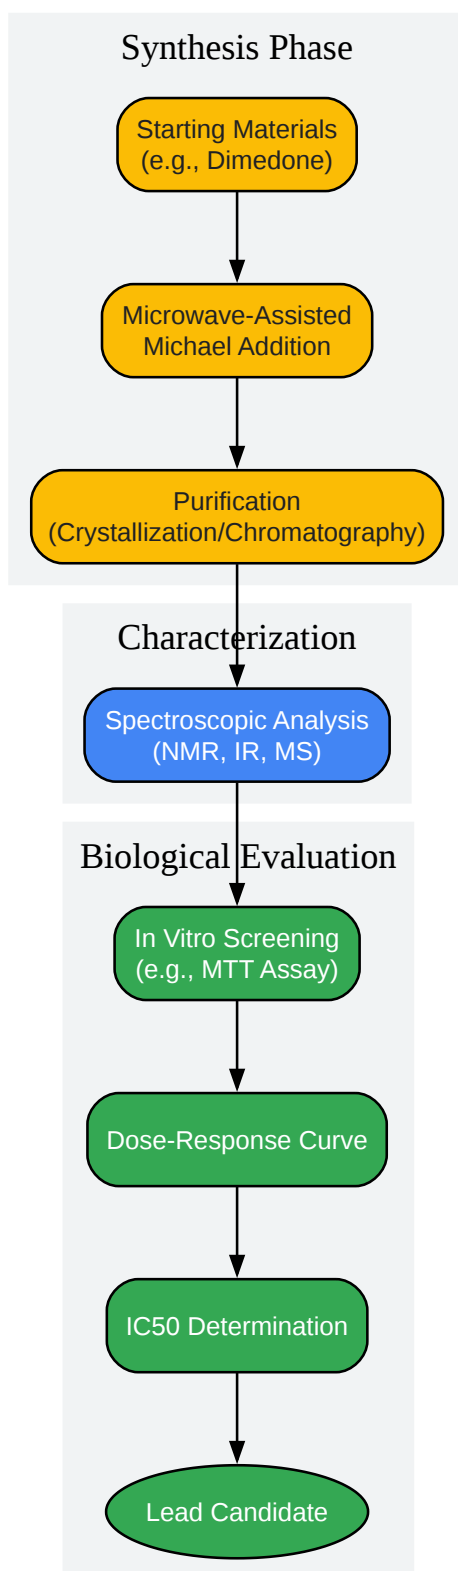 Synthesis Phase
Starting Materials
(e.g., Dimedone)
Microwave-Assisted
Michael Addition
Purification
(Crystallization/Chromatography)
Characterization
Spectroscopic Analysis
(NMR, IR, MS)
Biological Evaluation
In Vitro Screening
(e.g., MTT Assay)
Dose-Response Curve
IC50 Determination
Lead Candidate